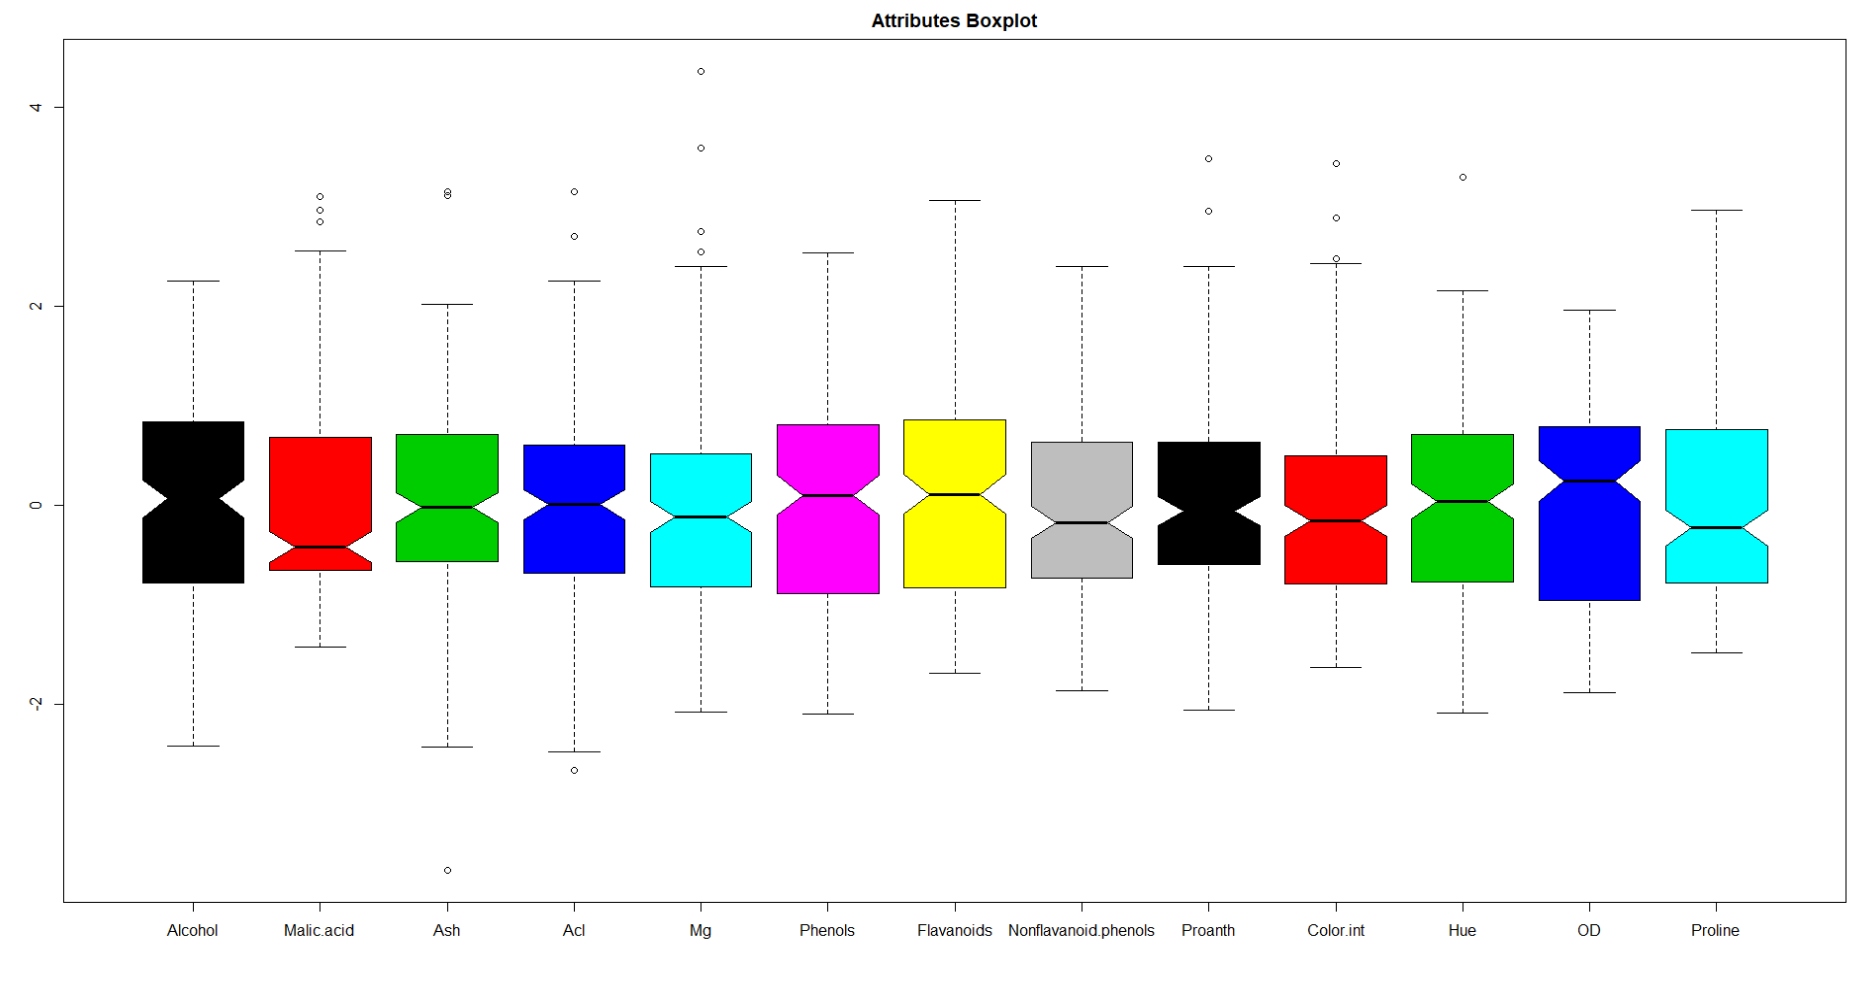 Attributes Boxplot
4
2
0
-2
Alcohol Malic.acid Ash Acl Mg Phenols Flavanoids Nonflavanoid.phenols Proanth Color.int Hue OD Proline